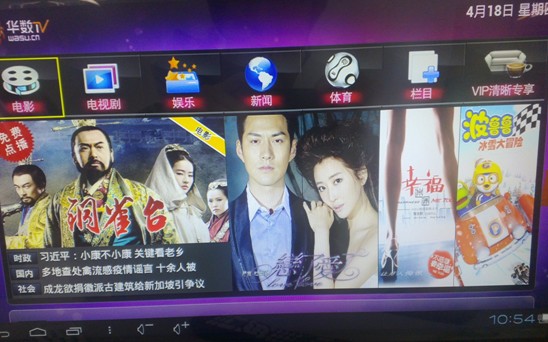 华数TV
wasu.cn
4月18日 星期四
电影
电视剧
娱乐
新闻
体育
栏目
VIP清晰专享
免费
点播
电影
铜雀台
时政 习近平：小康不小康 关键看老乡
国内 多地查处禽流感疫情谣言 十余人被
社会 成龙欲捐徽派古建筑给新加坡引争议
幸福
波鲁鲁
冰雪大冒险
10:54